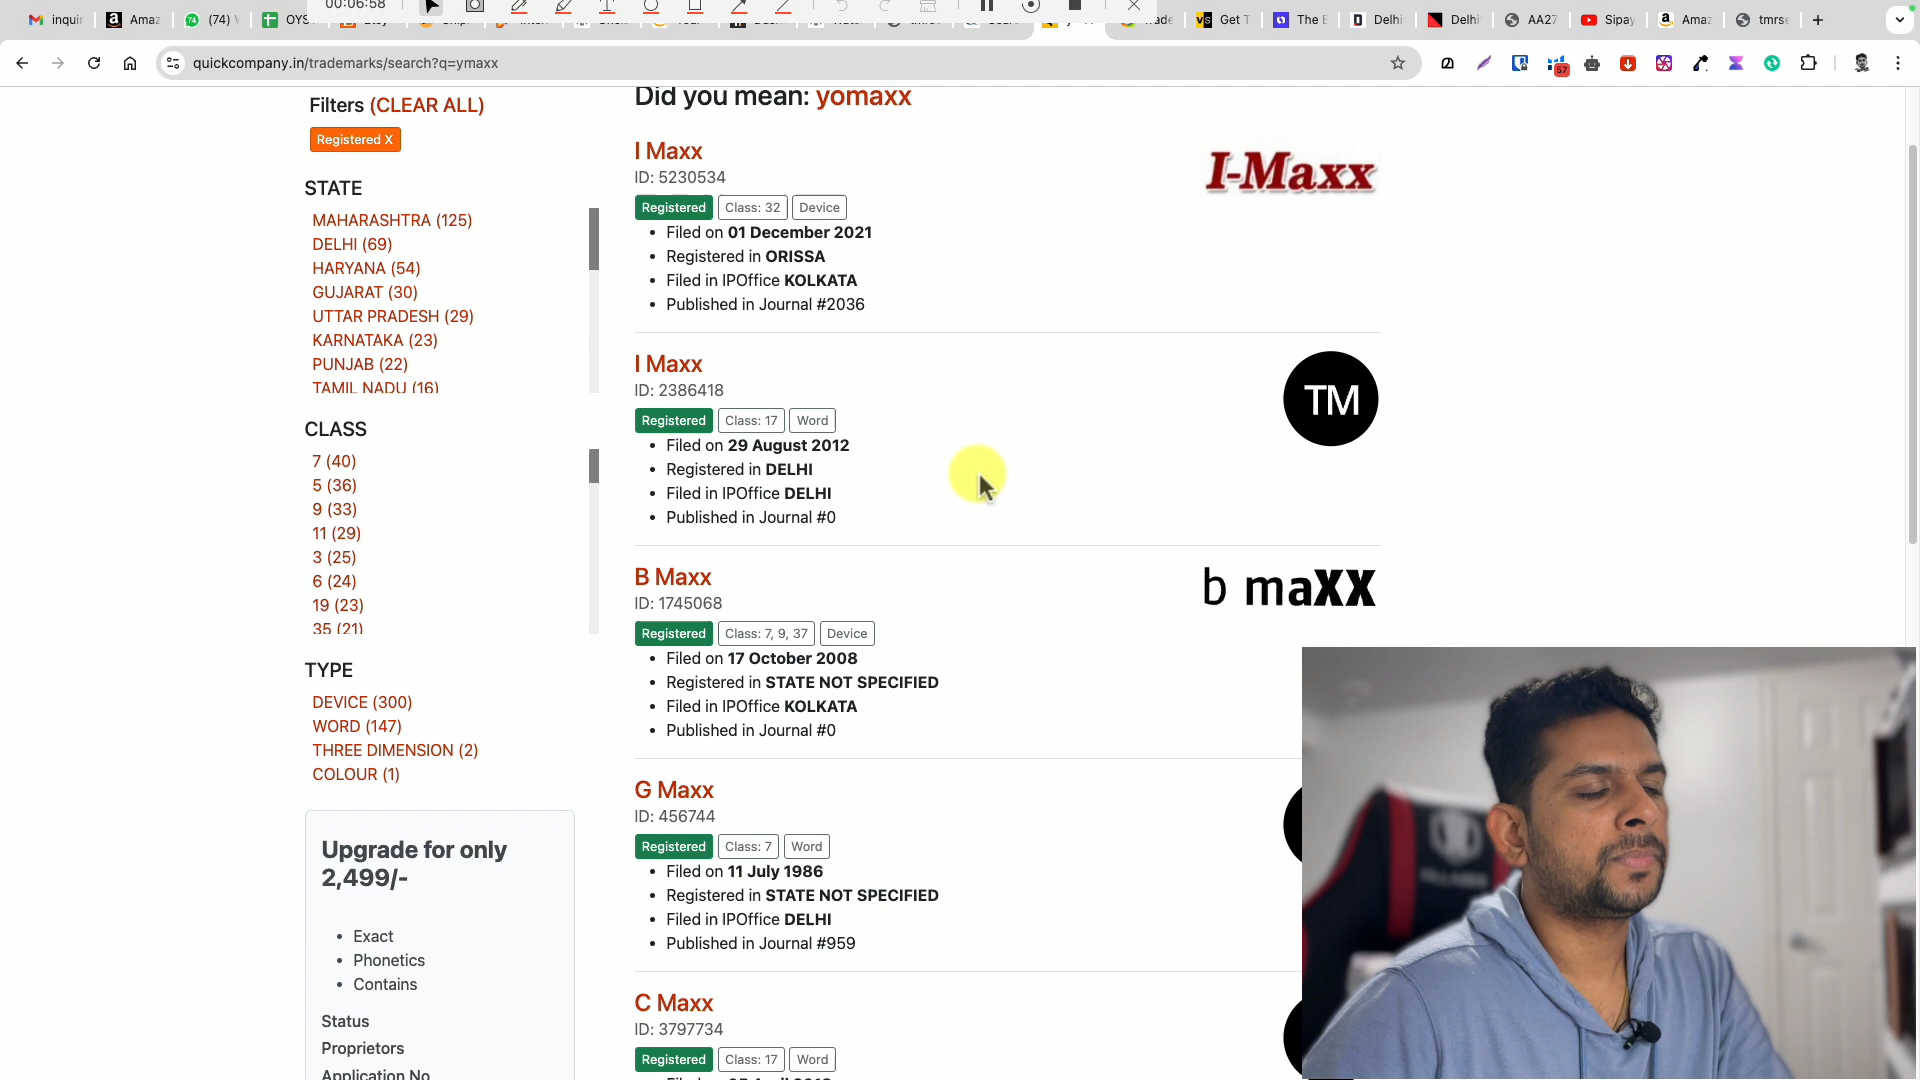 00:06:58
inqui
Amaz
(74)
OYS
Get T
The E
Delhi
Delhi
AA27
Sipay
Amaz
tmrse
quickcompany.in/trademarks/search?q=ymaxx
57
Filters (CLEAR ALL)
Registered X
STATE
MAHARASHTRA (125)
DELHI (69)
HARYANA (54)
GUJARAT (30)
UTTAR PRADESH (29)
KARNATAKA (23)
PUNJAB (22)
TAMIL NADU (16)
CLASS
7 (40)
5 (36)
9 (33)
11 (29)
3 (25)
6 (24)
19 (23)
35 (21)
TYPE
DEVICE (300)
WORD (147)
THREE DIMENSION (2)
COLOUR (1)
Upgrade for only
2,499/-
• Exact
• Phonetics
• Contains
Status
Proprietors
Application No
Did you mean: yomaxx
I Maxx
I-Maxx
ID: 5230534
Registered Class: 32 Device
• Filed on 01 December 2021
• Registered in ORISSA
• Filed in IPOffice KOLKATA
• Published in Journal #2036
I Maxx
TM
ID: 2386418
Registered Class: 17 Word
• Filed on 29 August 2012
• Registered in DELHI
• Filed in IPOffice DELHI
• Published in Journal #0
B Maxx
b maXX
ID: 1745068
Registered Class: 7, 9, 37 Device
• Filed on 17 October 2008
• Registered in STATE NOT SPECIFIED
• Filed in IPOffice KOLKATA
• Published in Journal #0
G Maxx
ID: 456744
Registered Class: 7 Word
• Filed on 11 July 1986
• Registered in STATE NOT SPECIFIED
• Filed in IPOffice DELHI
• Published in Journal #959
C Maxx
ID: 3797734
Registered Class: 17 Word